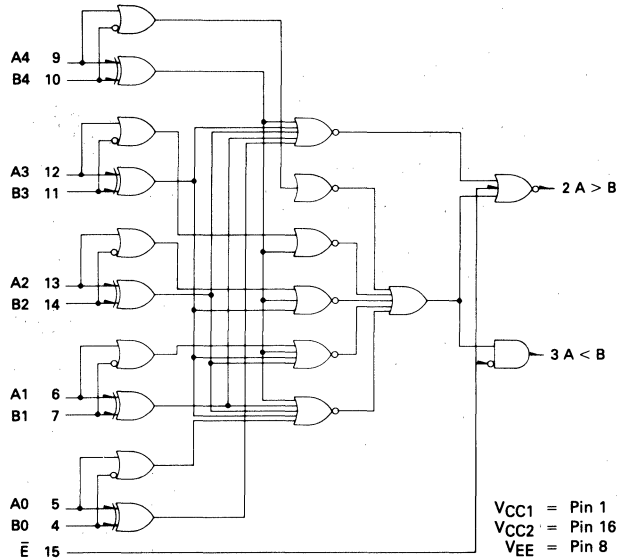 A4 9
B4 10
A3 12
B3 11
2 A > B
A2 13
B2 14
3 A < B
A1 6
B1 7
A0 5
B0 4
E̅ 15
VCC1 = Pin 1
VCC2 = Pin 16
VEE = Pin 8